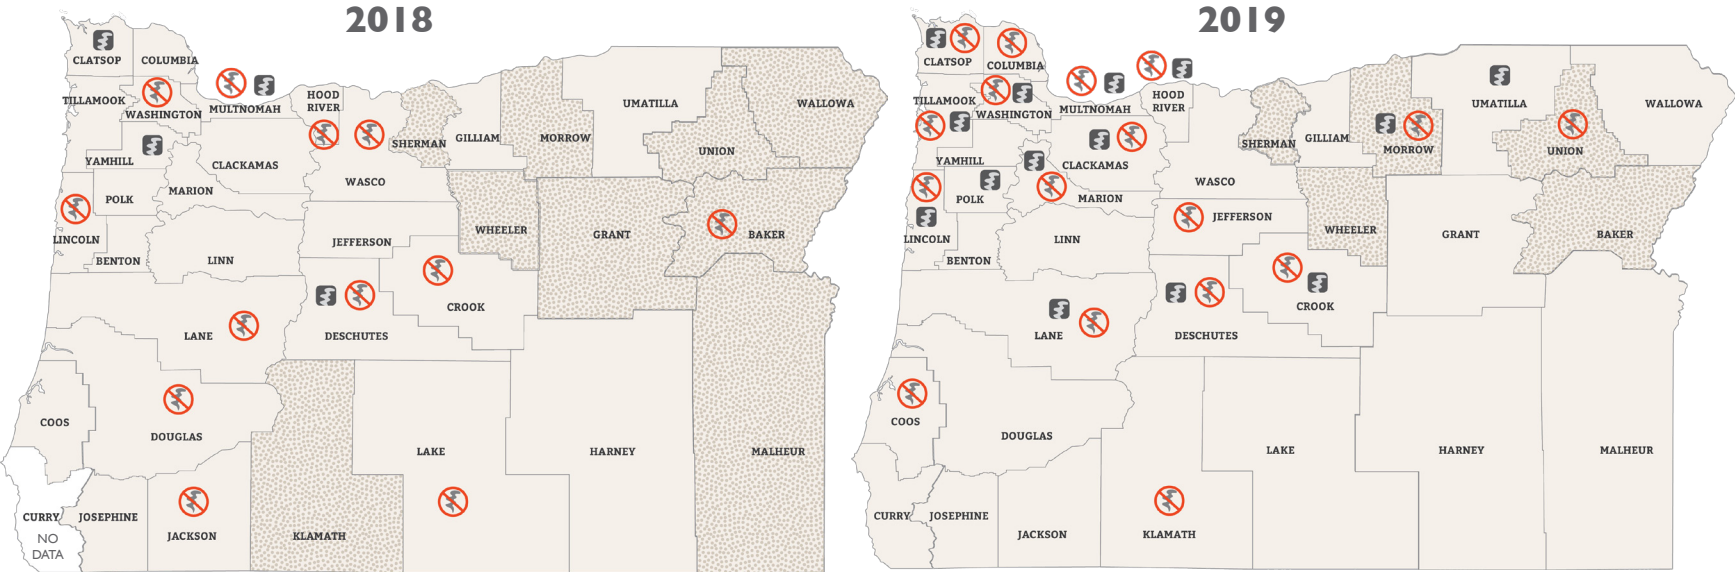 2018
CLATSOP
COLUMBIA
TILLAMOOK
WASHINGTON
MULTNOMAH
HOOD
RIVER
UMATILLA
WALLOWA
SHERMAN
GILLIAM
MORROW
UNION
YAMHILL
CLACKAMAS
WASCO
POLK
MARION
LINCOLN
WHEELER
GRANT
BAKER
JEFFERSON
BENTON
LINN
CROOK
LANE
DESCHUTES
COOS
DOUGLAS
LAKE
HARNEY
MALHEUR
CURRY
NO
DATA
JOSEPHINE
JACKSON
KLAMATH
2019
CLATSOP
COLUMBIA
TILLAMOOK
WASHINGTON
MULTNOMAH
HOOD
RIVER
UMATILLA
WALLOWA
SHERMAN
GILLIAM
MORROW
UNION
YAMHILL
CLACKAMAS
WASCO
POLK
MARION
JEFFERSON
LINCOLN
LINN
WHEELER
GRANT
BAKER
BENTON
CROOK
LANE
DESCHUTES
COOS
DOUGLAS
LAKE
HARNEY
MALHEUR
CURRY
JOSEPHINE
JACKSON
KLAMATH